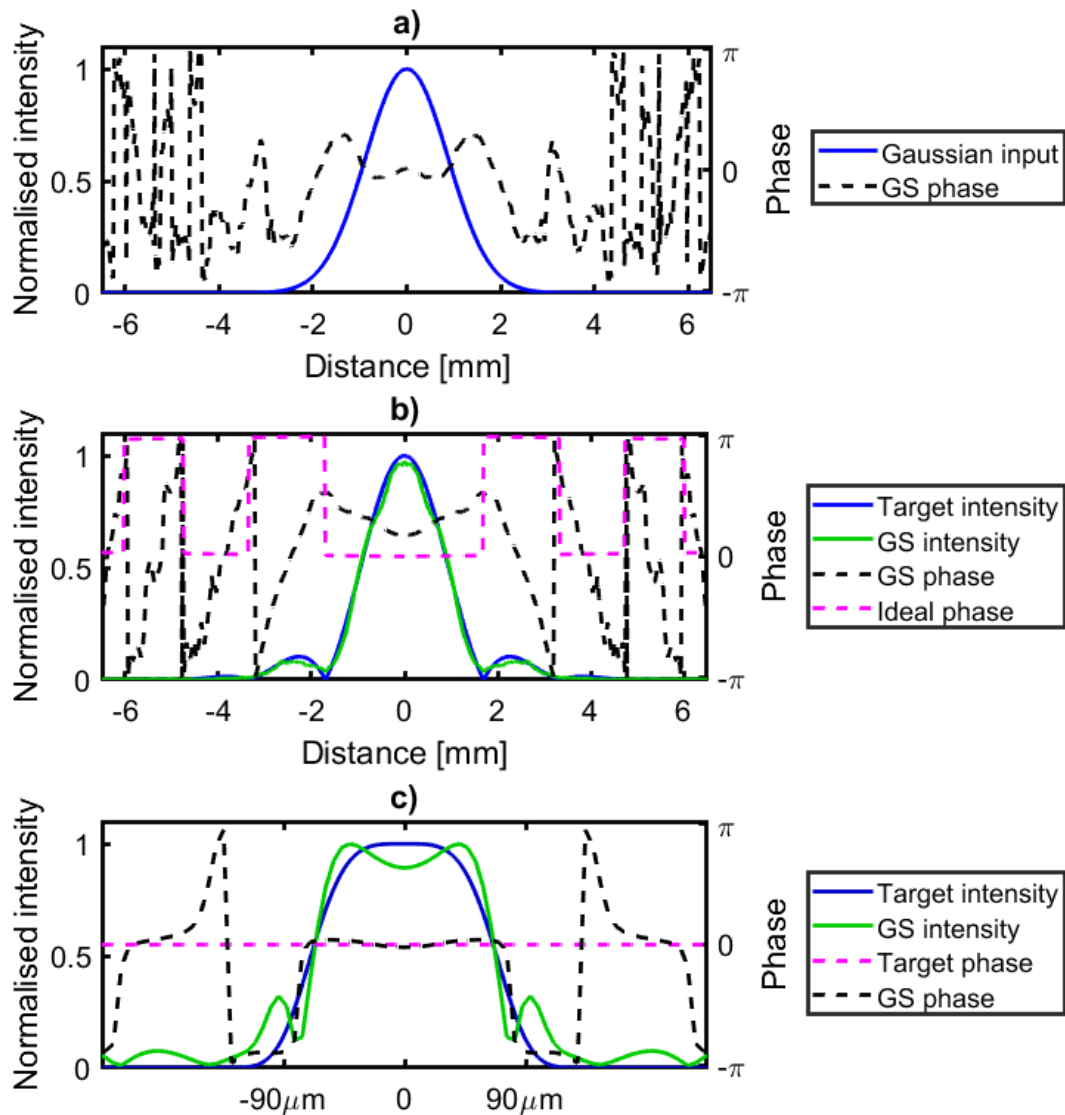 a)
Normalised intensity
1
0.5
0
π
0
-π
Phase
-6 -4 -2 0 2 4 6
Distance [mm]
Gaussian input
GS phase
b)
Normalised intensity
1
0.5
0
π
0
-π
Phase
-6 -4 -2 0 2 4 6
Distance [mm]
Target intensity
GS intensity
GS phase
Ideal phase
c)
Normalised intensity
1
0.5
0
π
0
-π
Phase
-90μm 0 90μm
Target intensity
GS intensity
Target phase
GS phase